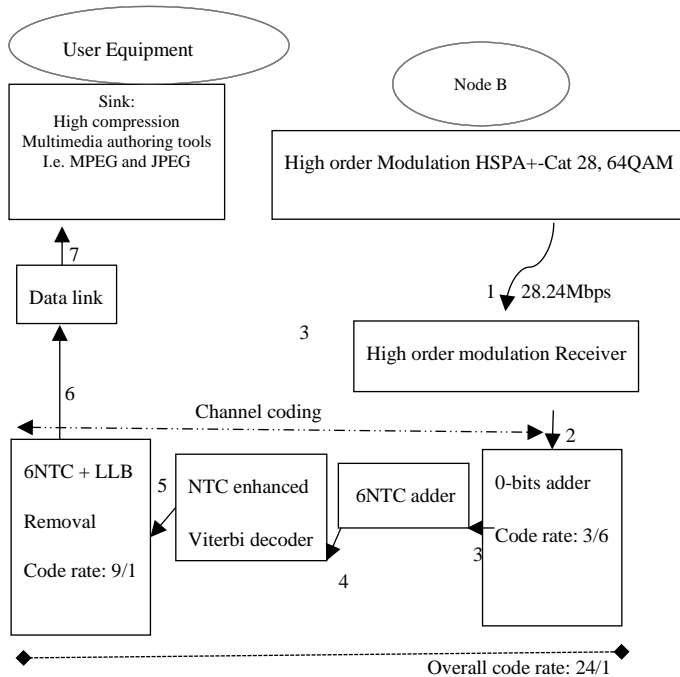 User Equipment
Node B
Sink:
High compression
Multimedia authoring tools
I.e. MPEG and JPEG
High order Modulation HSPA+-Cat 28, 64QAM
7
1
28.24Mbps
Data link
3
High order modulation Receiver
6
Channel coding
2
6NTC + LLB
Removal
Code rate: 9/1
5
NTC enhanced
Viterbi decoder
6NTC adder
0-bits adder
Code rate: 3/6
3
4
Overall code rate: 24/1